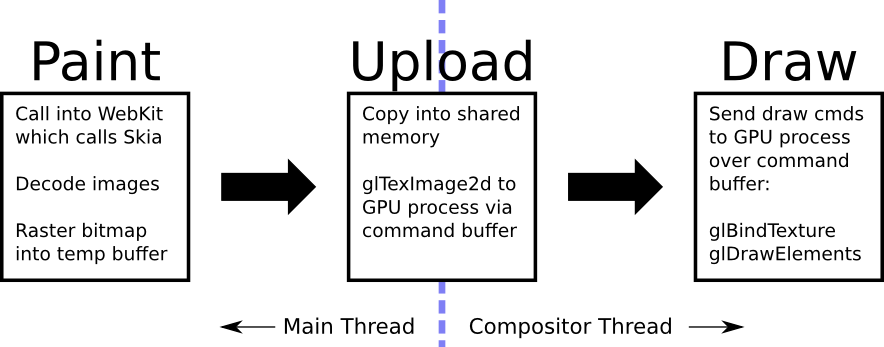 Paint
Call into WebKit
which calls Skia
Decode images
Raster bitmap
into temp buffer
Upload
Copy into shared
memory
glTexImage2d to
GPU process via
command buffer
Draw
Send draw cmds
to GPU process
over command
buffer:
glBindTexture
glDrawElements
Main Thread
Compositor Thread